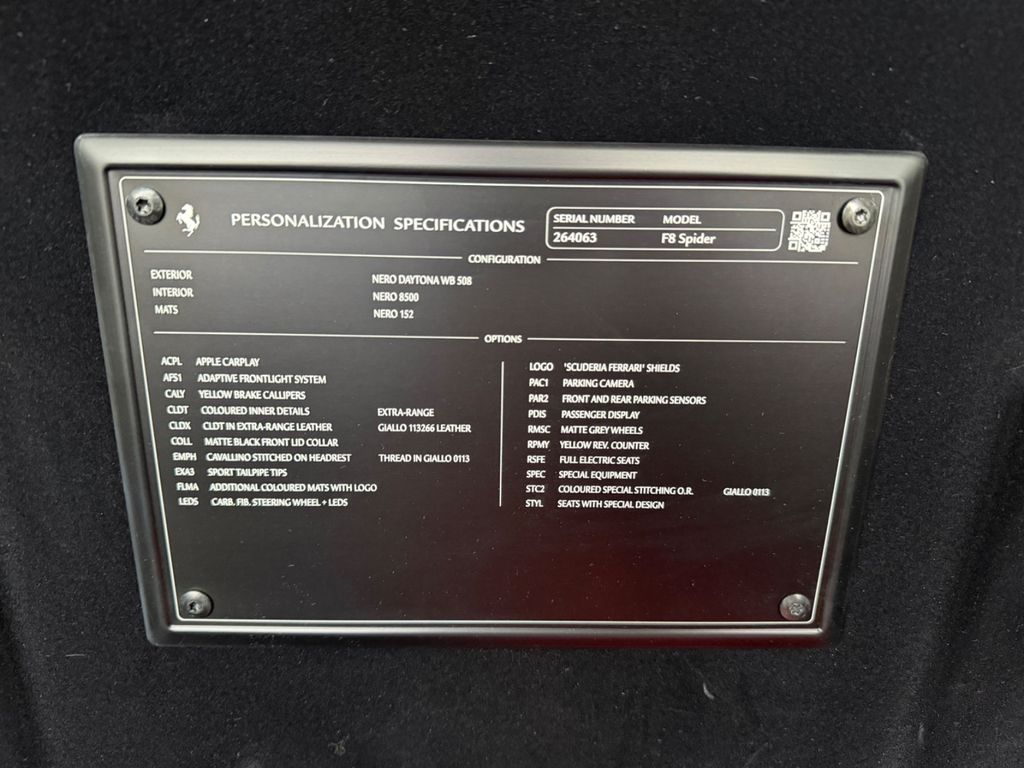 PERSONALIZATION SPECIFICATIONS
SERIAL NUMBER MODEL
264063 F8 Spider
CONFIGURATION
EXTERIOR NERO DAYTONA WB 508
INTERIOR NERO 8500
MATS NERO 152
OPTIONS
ACPL APPLE CARPLAY
AFS1 ADAPTIVE FRONTLIGHT SYSTEM
CALY YELLOW BRAKE CALLIPERS
CLDT COLOURED INNER DETAILS EXTRA-RANGE
CLDX CLDT IN EXTRA-RANGE LEATHER GIALLO 113266 LEATHER
COLL MATTE BLACK FRONT LID COLLAR
EMPH CAVALLINO STITCHED ON HEADREST THREAD IN GIALLO 0113
EXA3 SPORT TAILPIPE TIPS
FLMA ADDITIONAL COLOURED MATS WITH LOGO
LEDS CARB. FIB. STEERING WHEEL + LEDS
LOGO 'SCUDERIA FERRARI' SHIELDS
PAC1 PARKING CAMERA
PAR2 FRONT AND REAR PARKING SENSORS
PDIS PASSENGER DISPLAY
RMSC MATTE GREY WHEELS
RPMY YELLOW REV. COUNTER
RSFE FULL ELECTRIC SEATS
SPEC SPECIAL EQUIPMENT
STC2 COLOURED SPECIAL STITCHING O.R. GIALLO 0113
STYL SEATS WITH SPECIAL DESIGN